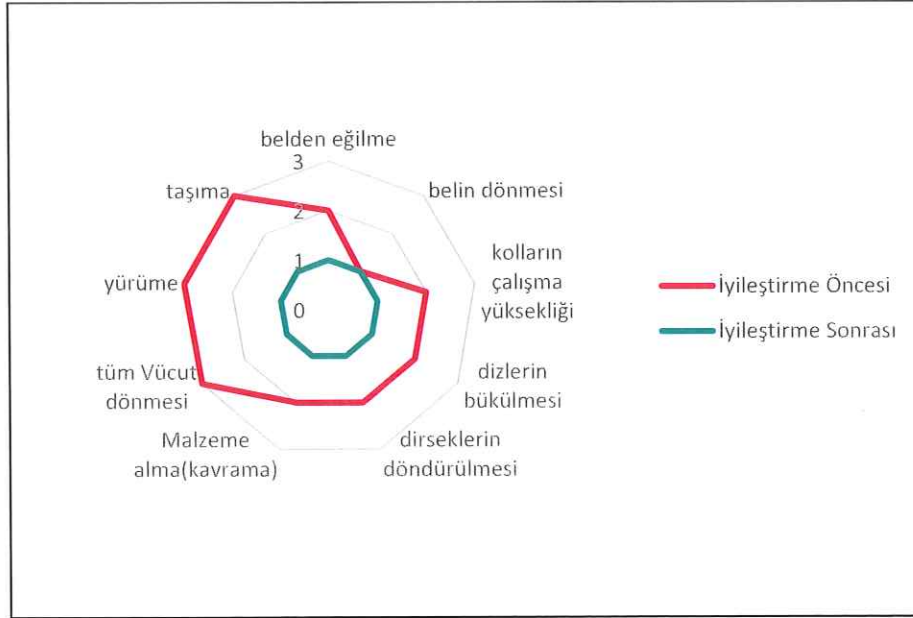 belden eğilme
3
taşıma
belin dönmesi
2
kolların
çalışma
yüksekliği
1
yürüme
0
İyileştirme Öncesi
İyileştirme Sonrası
tüm Vücut
dönmesi
dizlerin
bükülmesi
Malzeme
alma(kavrama)
dirseklerin
döndürülmesi